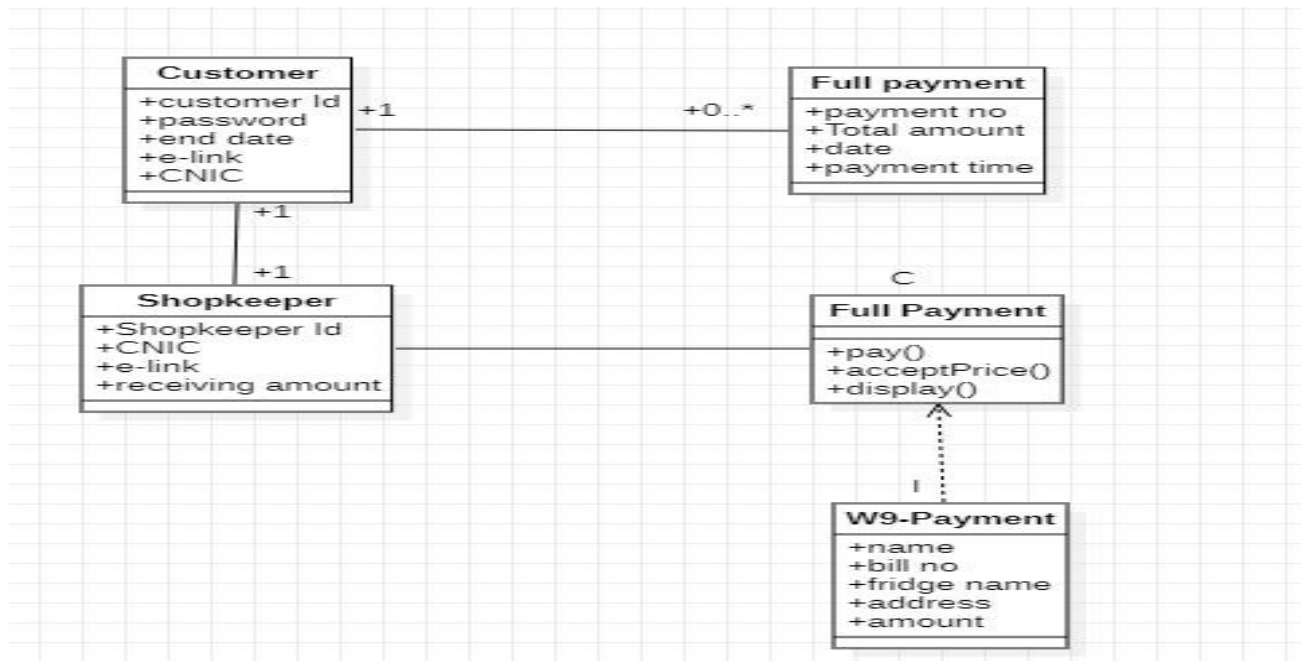 Customer
+customer Id
+password
+end date
+e-link
+CNIC
+1
+0..*
Full payment
+payment no
+Total amount
+date
+payment time
+1
+1
Shopkeeper
+Shopkeeper Id
+CNIC
+e-link
+receiving amount
C
Full Payment
+pay()
+acceptPrice()
+display()
I
W9-Payment
+name
+bill no
+fridge name
+address
+amount